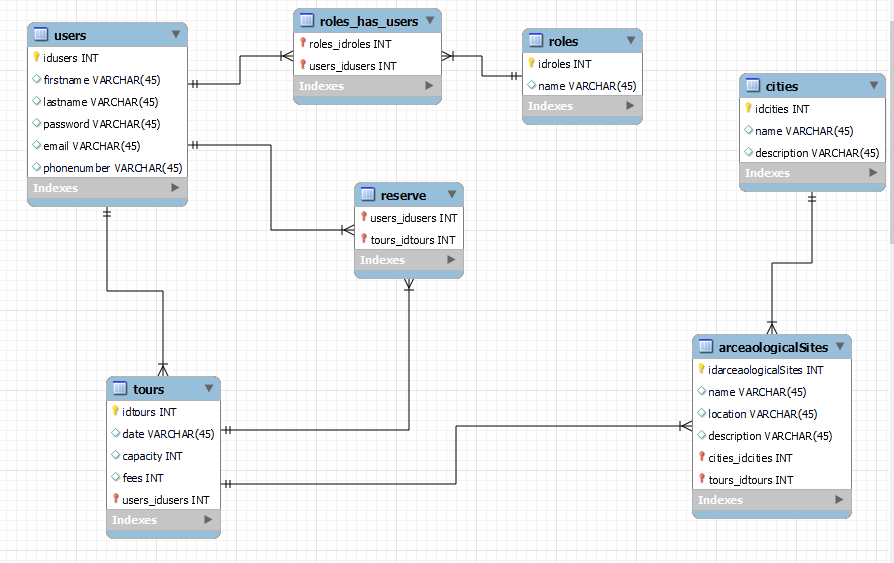 users
idusers INT
firstname VARCHAR(45)
lastname VARCHAR(45)
password VARCHAR(45)
email VARCHAR(45)
phonenumber VARCHAR(45)
Indexes
roles_has_users
roles_idroles INT
users_idusers INT
Indexes
roles
idroles INT
name VARCHAR(45)
Indexes
cities
idcities INT
name VARCHAR(45)
description VARCHAR(45)
Indexes
reserve
users_idusers INT
tours_idtours INT
Indexes
tours
idtours INT
date VARCHAR(45)
capacity INT
fees INT
users_idusers INT
Indexes
arceaologicalSites
idarceaologicalSites INT
name VARCHAR(45)
location VARCHAR(45)
description VARCHAR(45)
cities_idcities INT
tours_idtours INT
Indexes